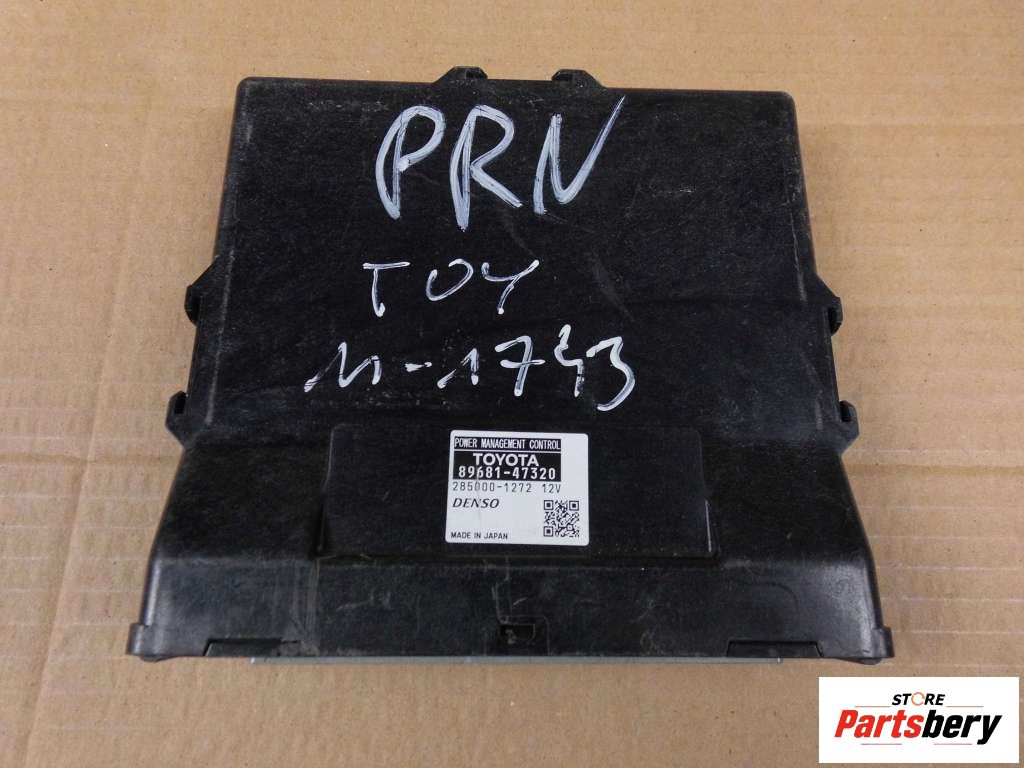 PRN
TOY
M-1743
POWER MANAGEMENT CONTROL
TOYOTA
89681-47320
285000-1272 12V
DENSO
MADE IN JAPAN
STORE
Partsbery